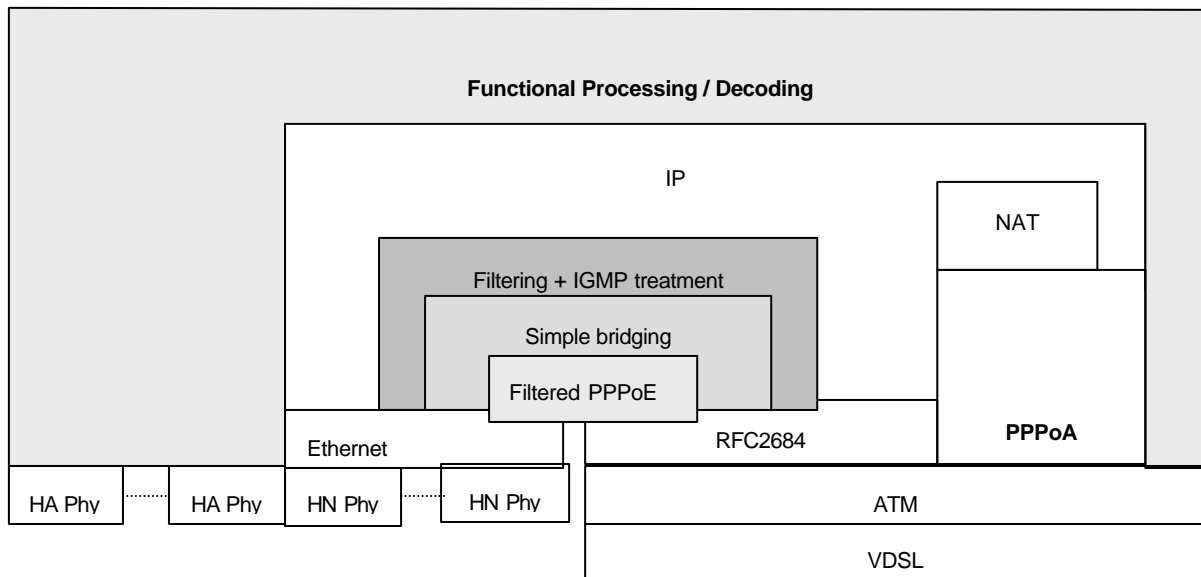 Functional Processing / Decoding
IP
NAT
Filtering + IGMP treatment
Simple bridging
Filtered PPPoE
Ethernet
RFC2684
PPPoA
HA Phy
HA Phy
HN Phy
HN Phy
ATM
VDSL